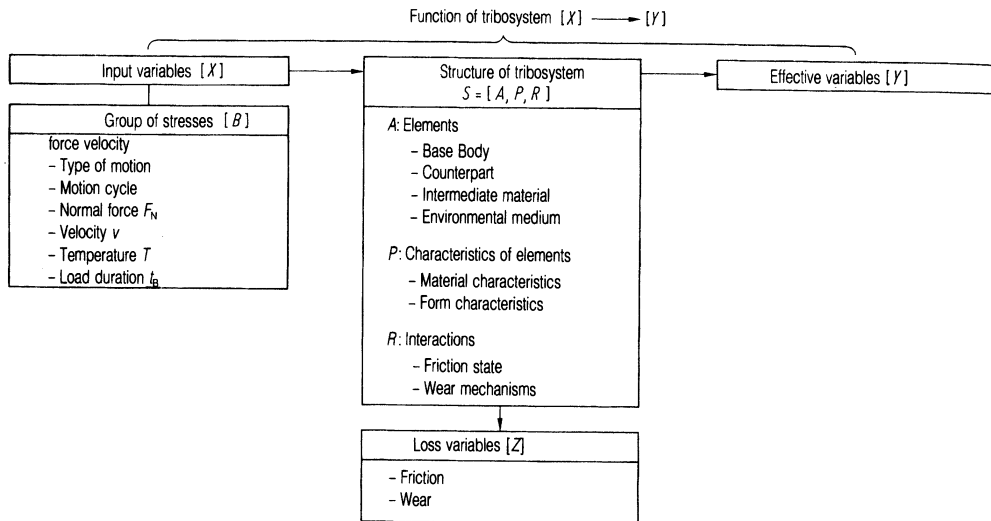 Function of tribosystem [X] → [Y]
Input variables [X]
Group of stresses [B]
force velocity
– Type of motion
– Motion cycle
– Normal force F_N
– Velocity v
– Temperature T
– Load duration t_B
Structure of tribosystem
S = [A, P, R]
A: Elements
– Base Body
– Counterpart
– Intermediate material
– Environmental medium
P: Characteristics of elements
– Material characteristics
– Form characteristics
R: Interactions
– Friction state
– Wear mechanisms
Effective variables [Y]
Loss variables [Z]
– Friction
– Wear